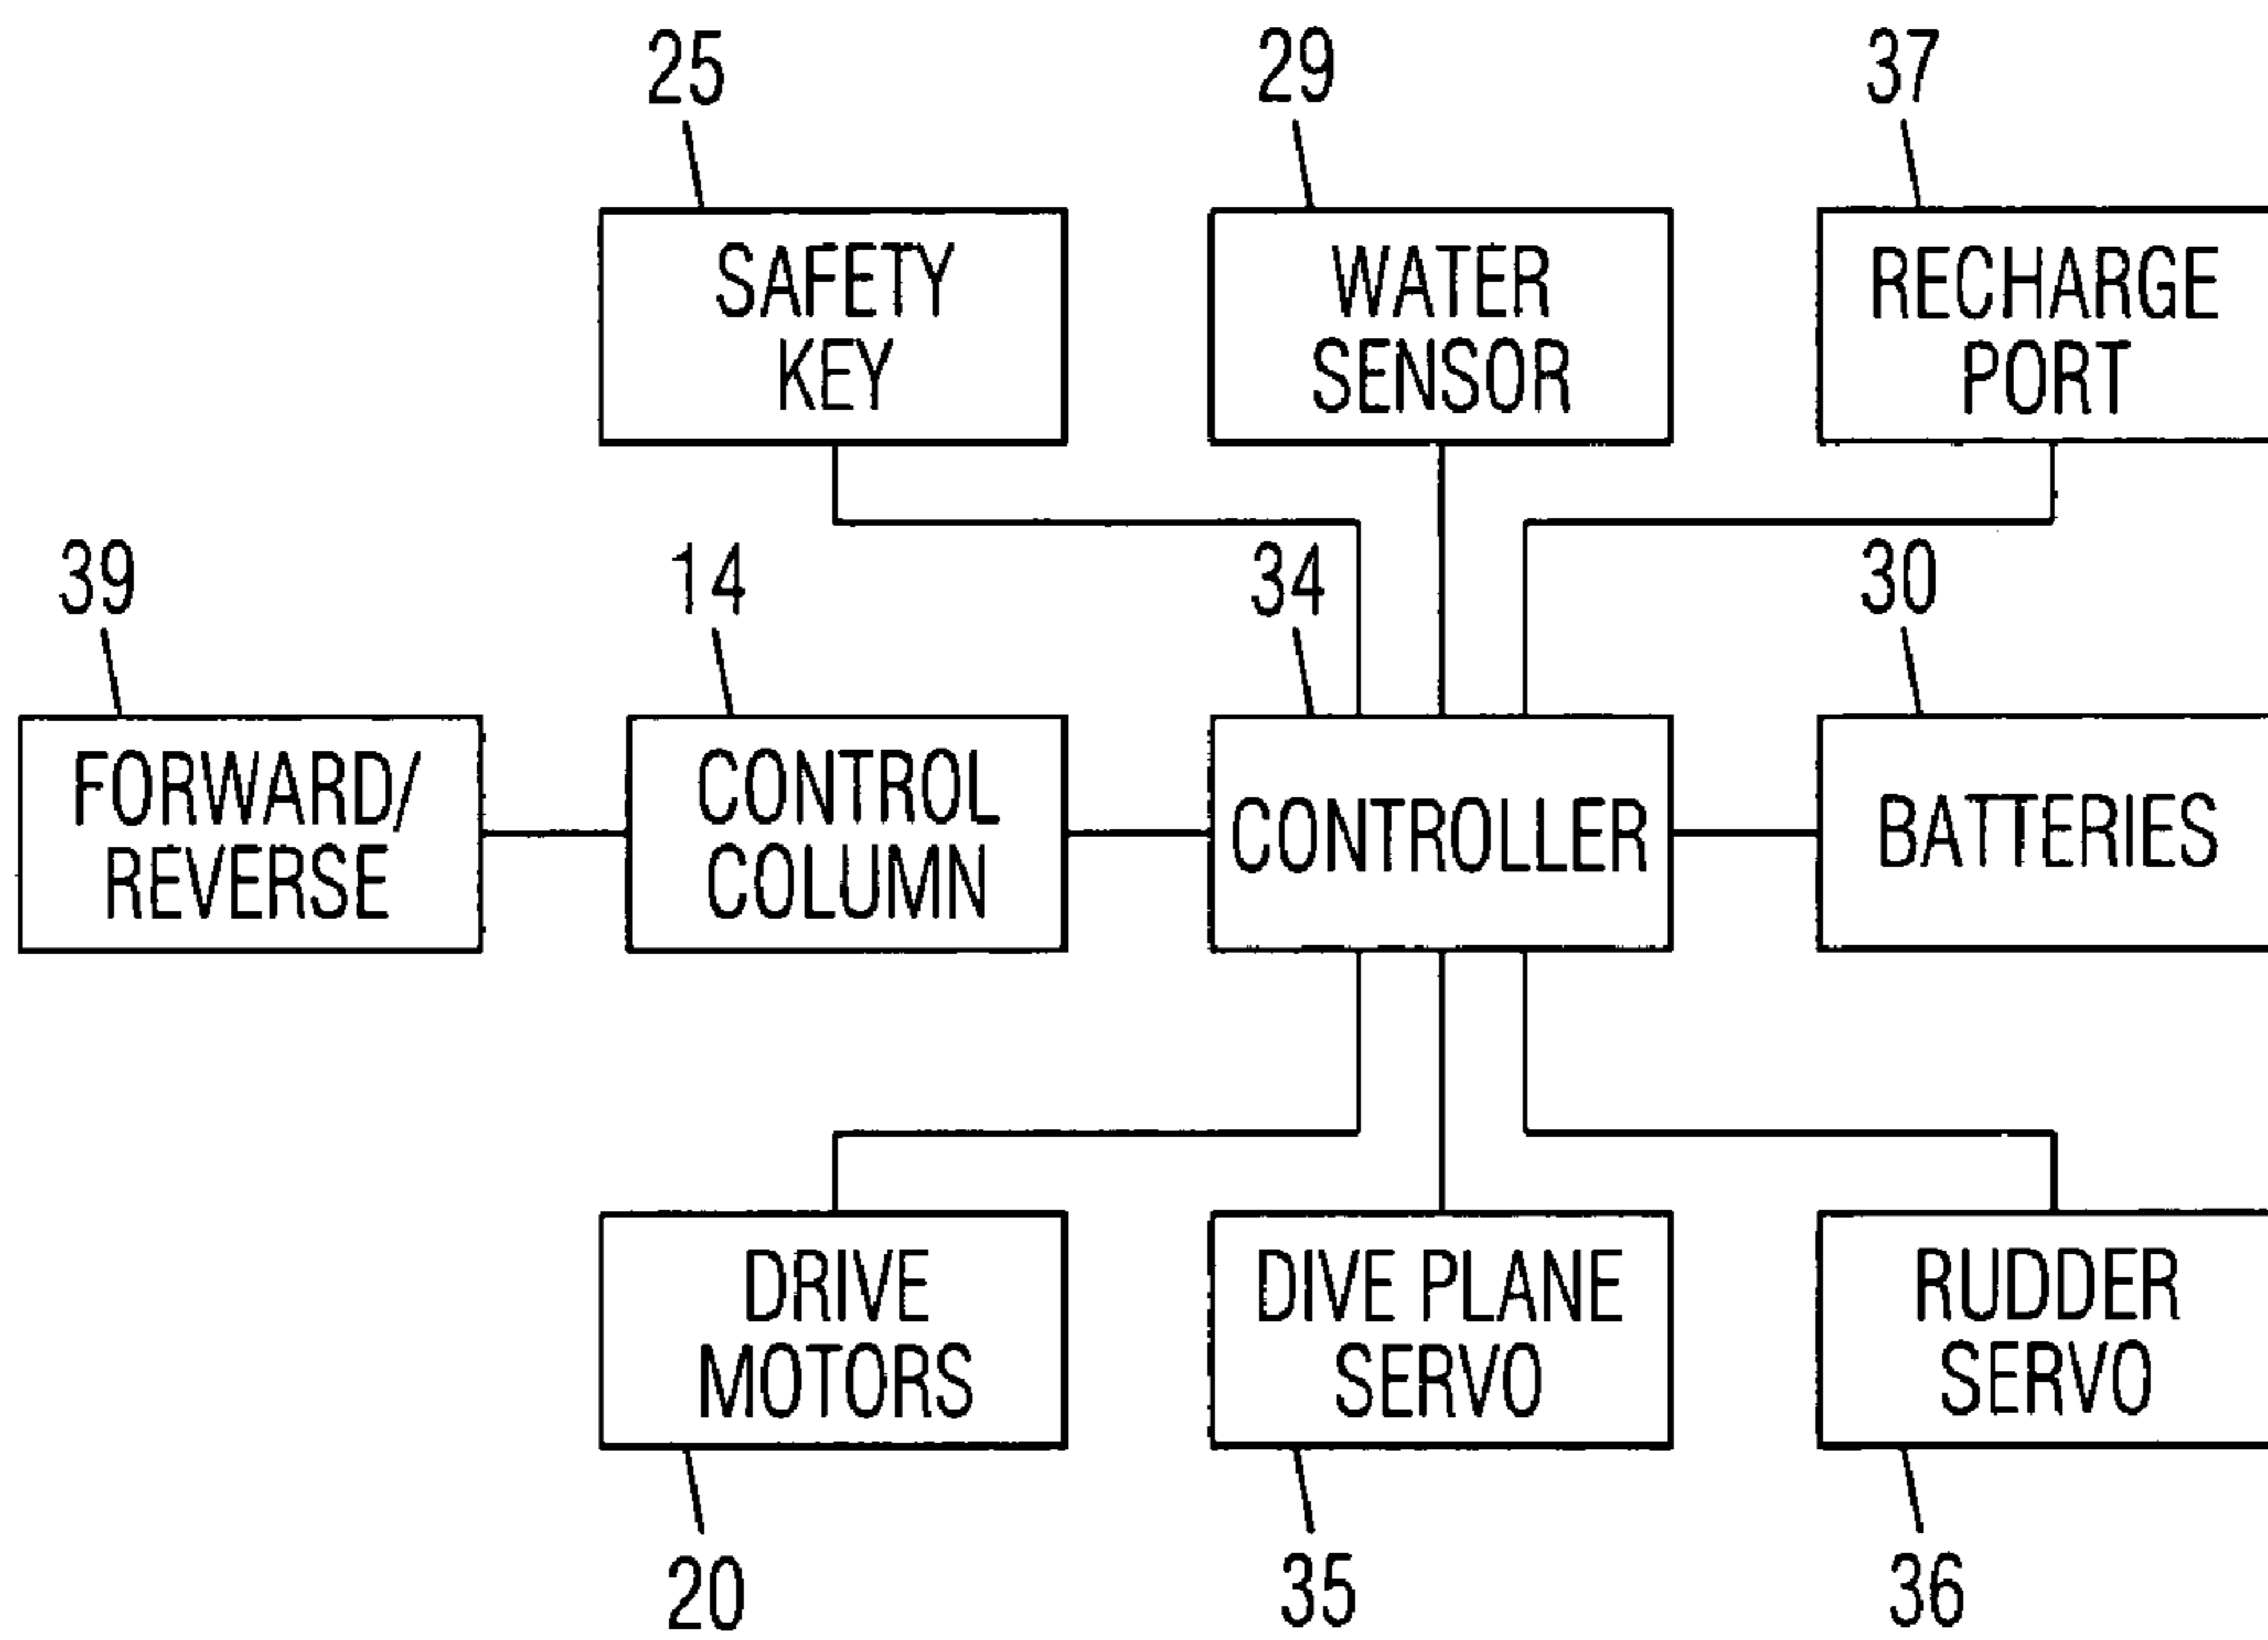 25
29
37
SAFETY
KEY
WATER
SENSOR
RECHARGE
PORT
39
14
34
30
FORWARD/
REVERSE
CONTROL
COLUMN
CONTROLLER
BATTERIES
DRIVE
MOTORS
DIVE PLANE
SERVO
RUDDER
SERVO
20
35
36